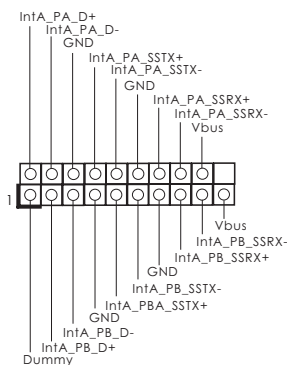 IntA_PA_D+
IntA_PA_D-
GND
IntA_PA_SSTX+
IntA_PA_SSTX-
GND
IntA_PA_SSRX+
IntA_PA_SSRX-
Vbus
1
Vbus
IntA_PB_SSRX-
IntA_PB_SSRX+
GND
IntA_PB_SSTX-
IntA_PBA_SSTX+
GND
IntA_PB_D-
IntA_PB_D+
Dummy